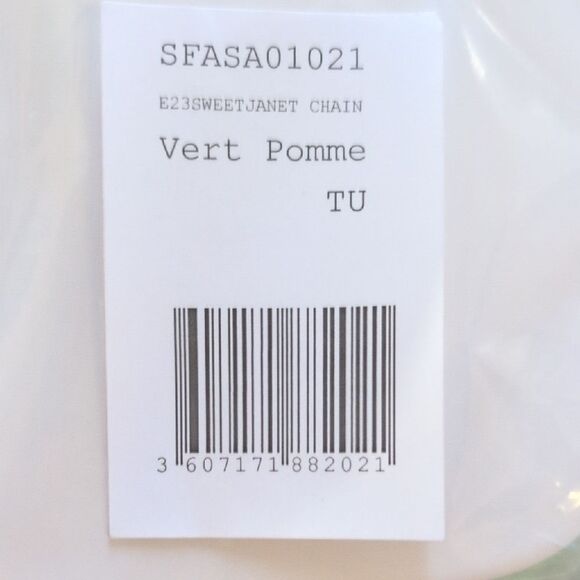 SFASA01021
E23SWEETJANET CHAIN
Vert Pomme
TU
3 607171 882021